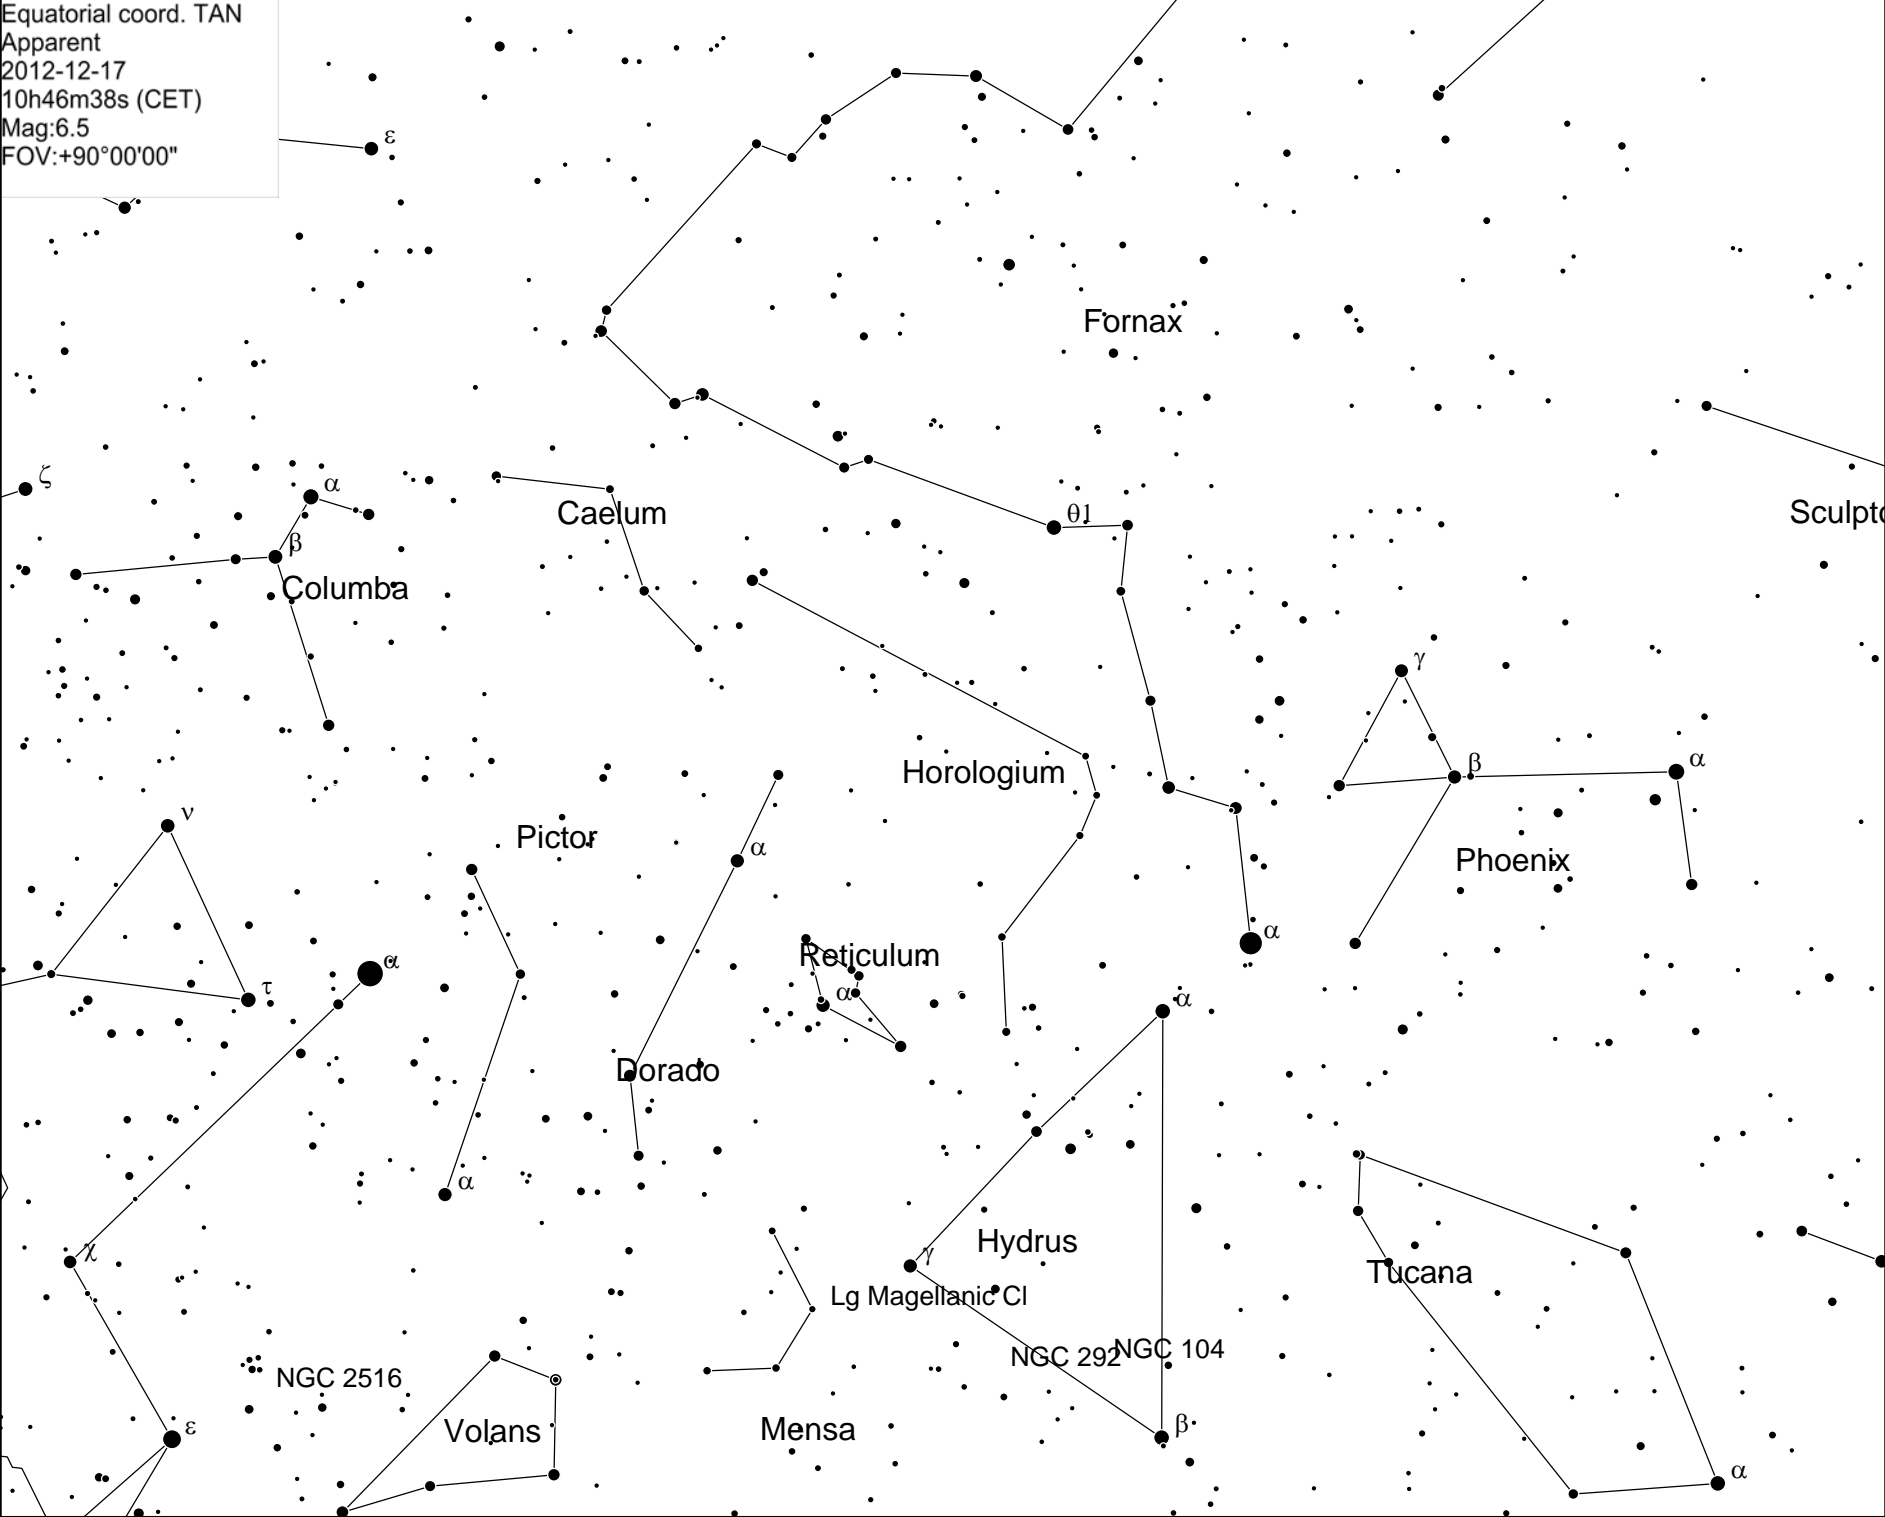 Equatorial coord. TAN
Apparent
2012-12-17
10h46m38s (CET)
Mag:6.5
FOV:+90°00'00"
ε
Fornax
ζ
α
Caelum
θ1
Sculpto
β
Columba
γ
Horologium
β
α
ν
Pictor
α
Phoenix
Reticulum
α
α
α
τ
α
Dorado
α
χ
γ
Hydrus
Tucana
Lg Magellanic Cl
NGC 292
NGC 104
NGC 2516
ε
Volans
Mensa
β
α